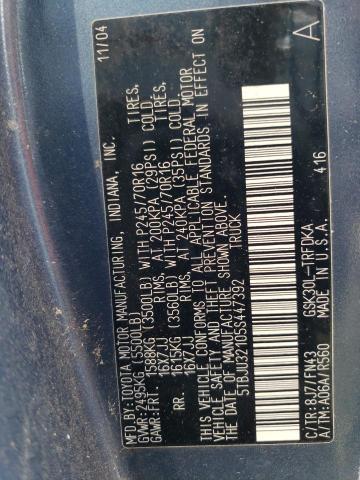 MFD.BY:TOYOTA MOTOR MANUFACTURING, INDIANA, INC. 11/04
GVWR:2495KG (5500LB)
GAWR:FRT. 1588KG (3500LB) WITH P245/70R16 TIRES,
16X7JJ RIMS, AT 202KPA (29PSI) COLD
RR. 1615KG (3560LB) WITH P245/70R16 TIRES,
16X7JJ RIMS, AT 240KPA (35PSI) COLD.
THIS VEHICLE CONFORMS TO ALL APPLICABLE FEDERAL MOTOR
VEHICLE SAFETY AND THEFT PREVENTION STANDARDS IN EFFECT ON
THE DATE OF MANUFACTURE SHOWN ABOVE.
5TBJU32105S447392 TRUCK
C/TR:8J7/FN43 GSK30L-TRFDKA A
A/TM:A06A/R560 MADE IN U.S.A. 416